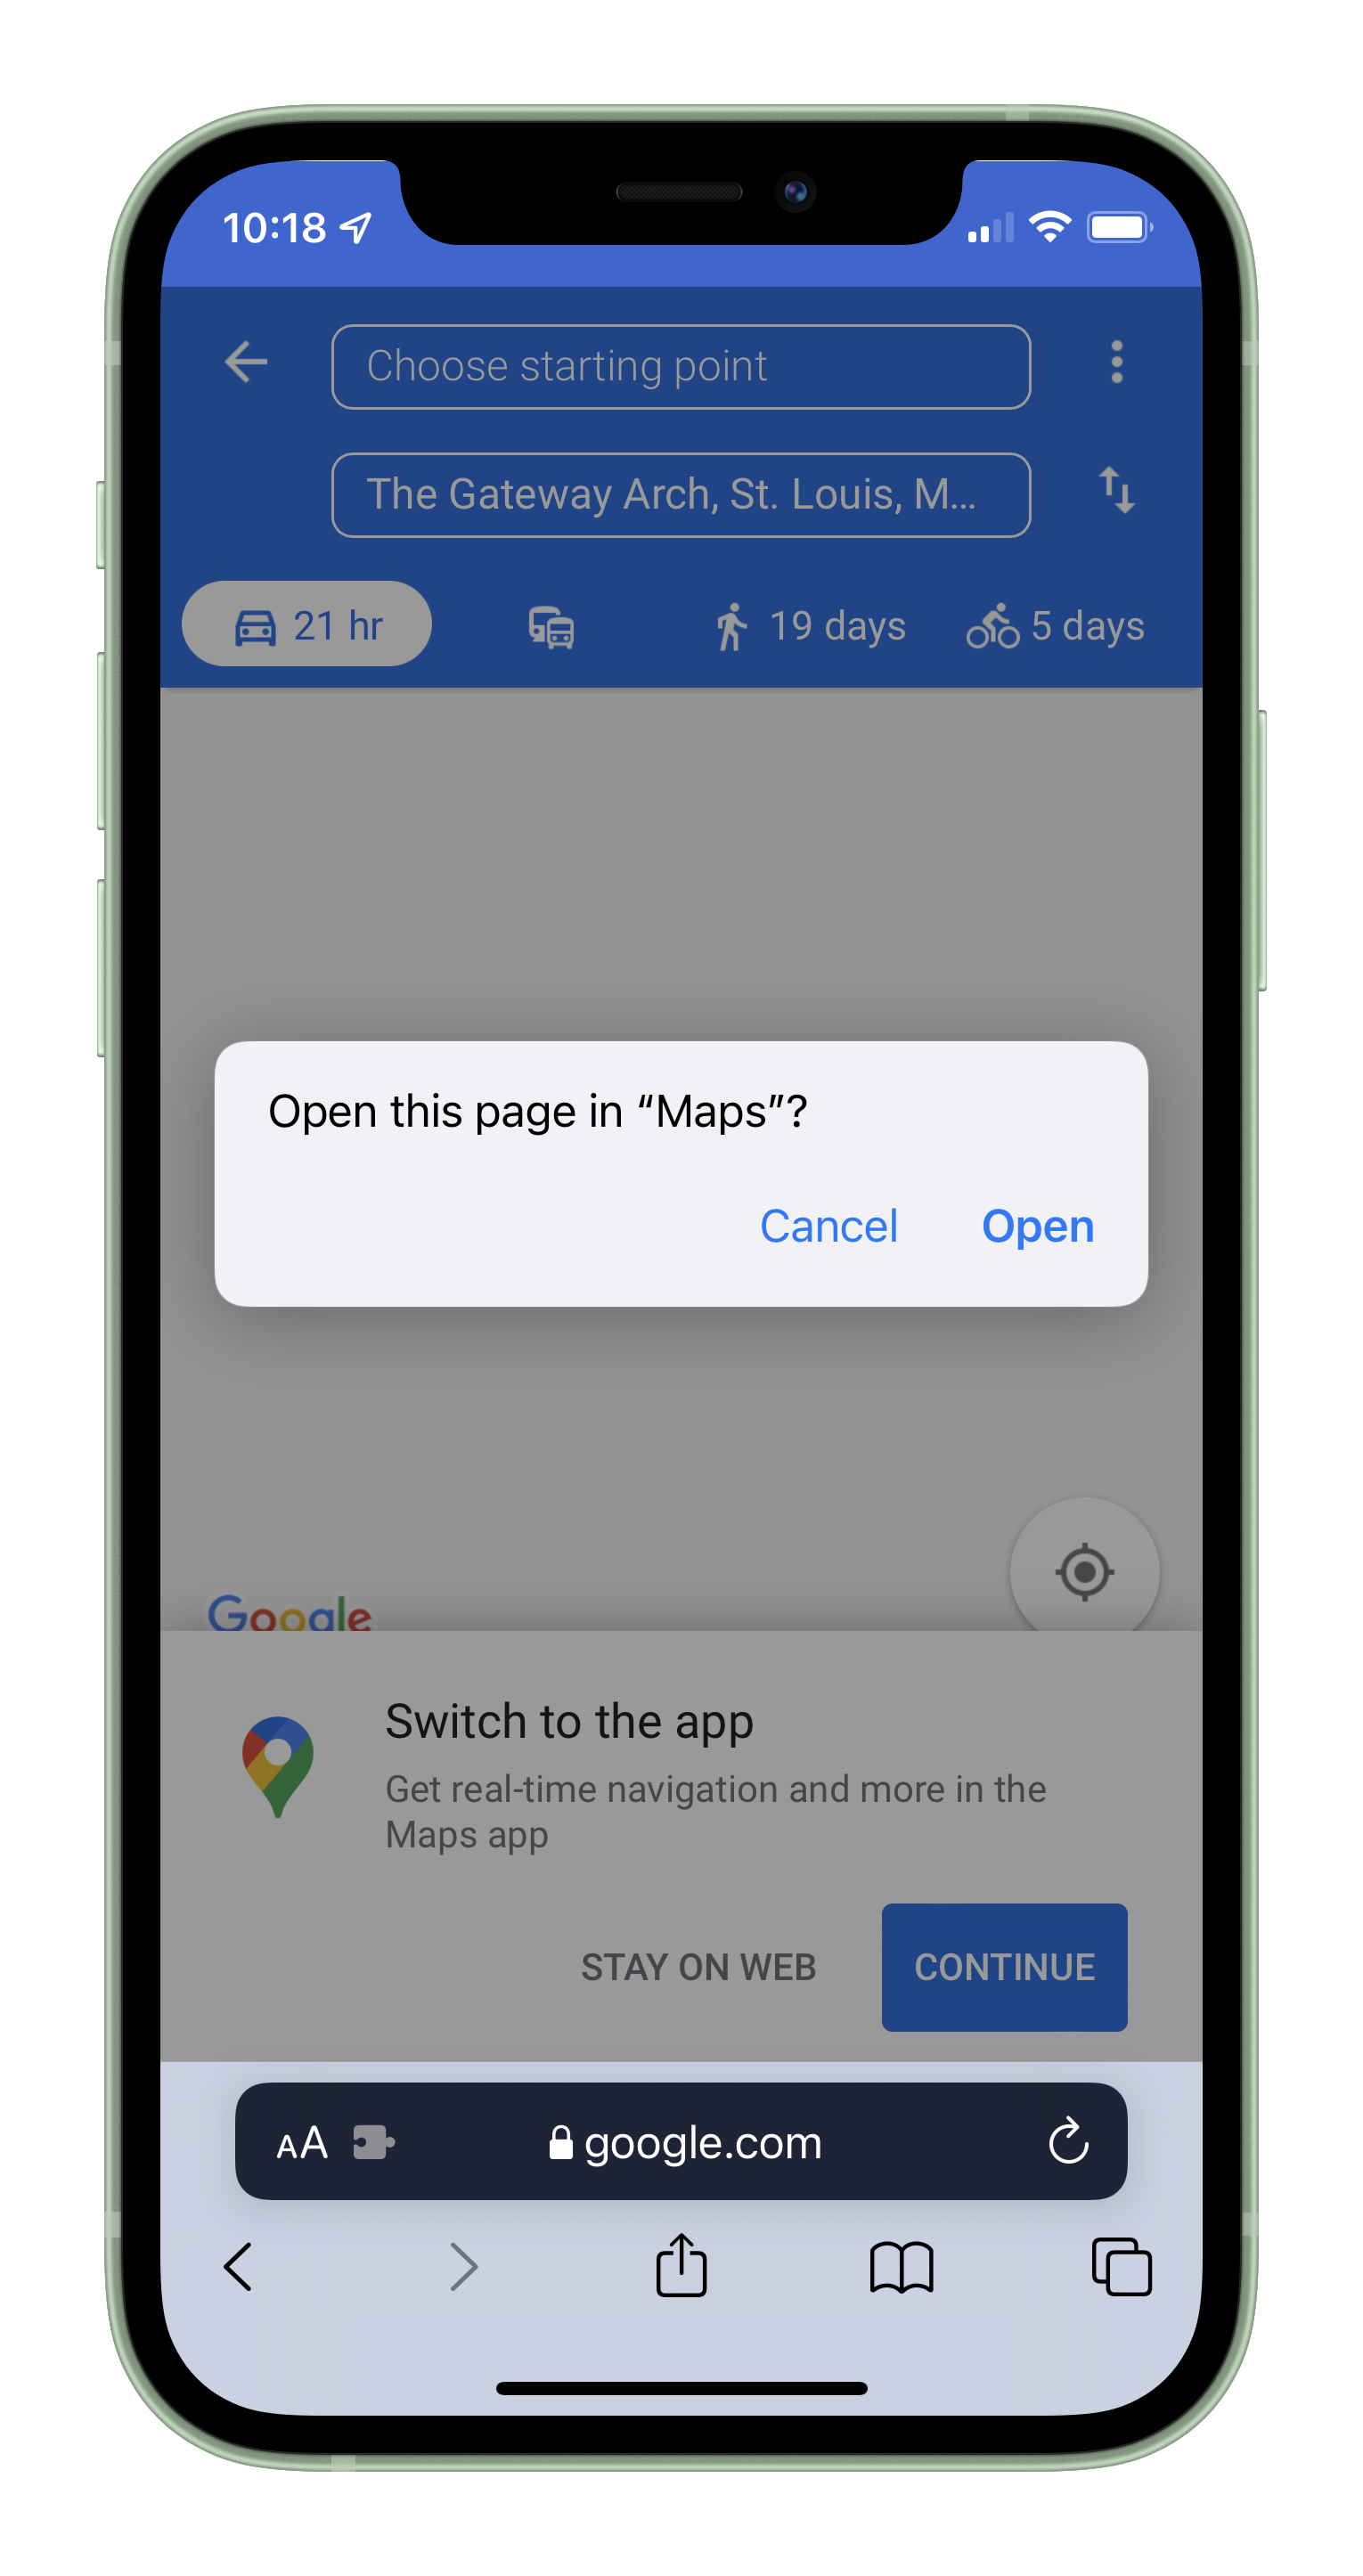 10:18
Choose starting point
The Gateway Arch, St. Louis, M...
21 hr 19 days 5 days
Open this page in “Maps”?
Cancel Open
Google
Switch to the app
Get real-time navigation and more in the
Maps app
STAY ON WEB CONTINUE
AA google.com